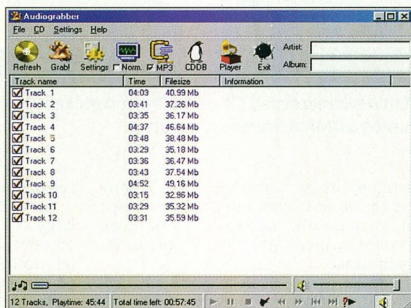 Audiograbber
File CD Settings Help
Refresh Grab! Settings Norm. MP3 CDDB Player Exit
Artist:
Album:
Track name Time Filesize Information
Track 1 04:03 40.99 Mb
Track 2 03:41 37.26 Mb
Track 3 03:35 36.17 Mb
Track 4 04:37 46.64 Mb
Track 5 03:48 38.48 Mb
Track 6 03:29 35.18 Mb
Track 7 03:36 36.47 Mb
Track 8 03:43 37.54 Mb
Track 9 04:52 49.16 Mb
Track 10 03:15 32.86 Mb
Track 11 03:29 35.32 Mb
Track 12 03:31 35.59 Mb
12 Tracks, Playtime: 45:44 Total time left: 00:57:45